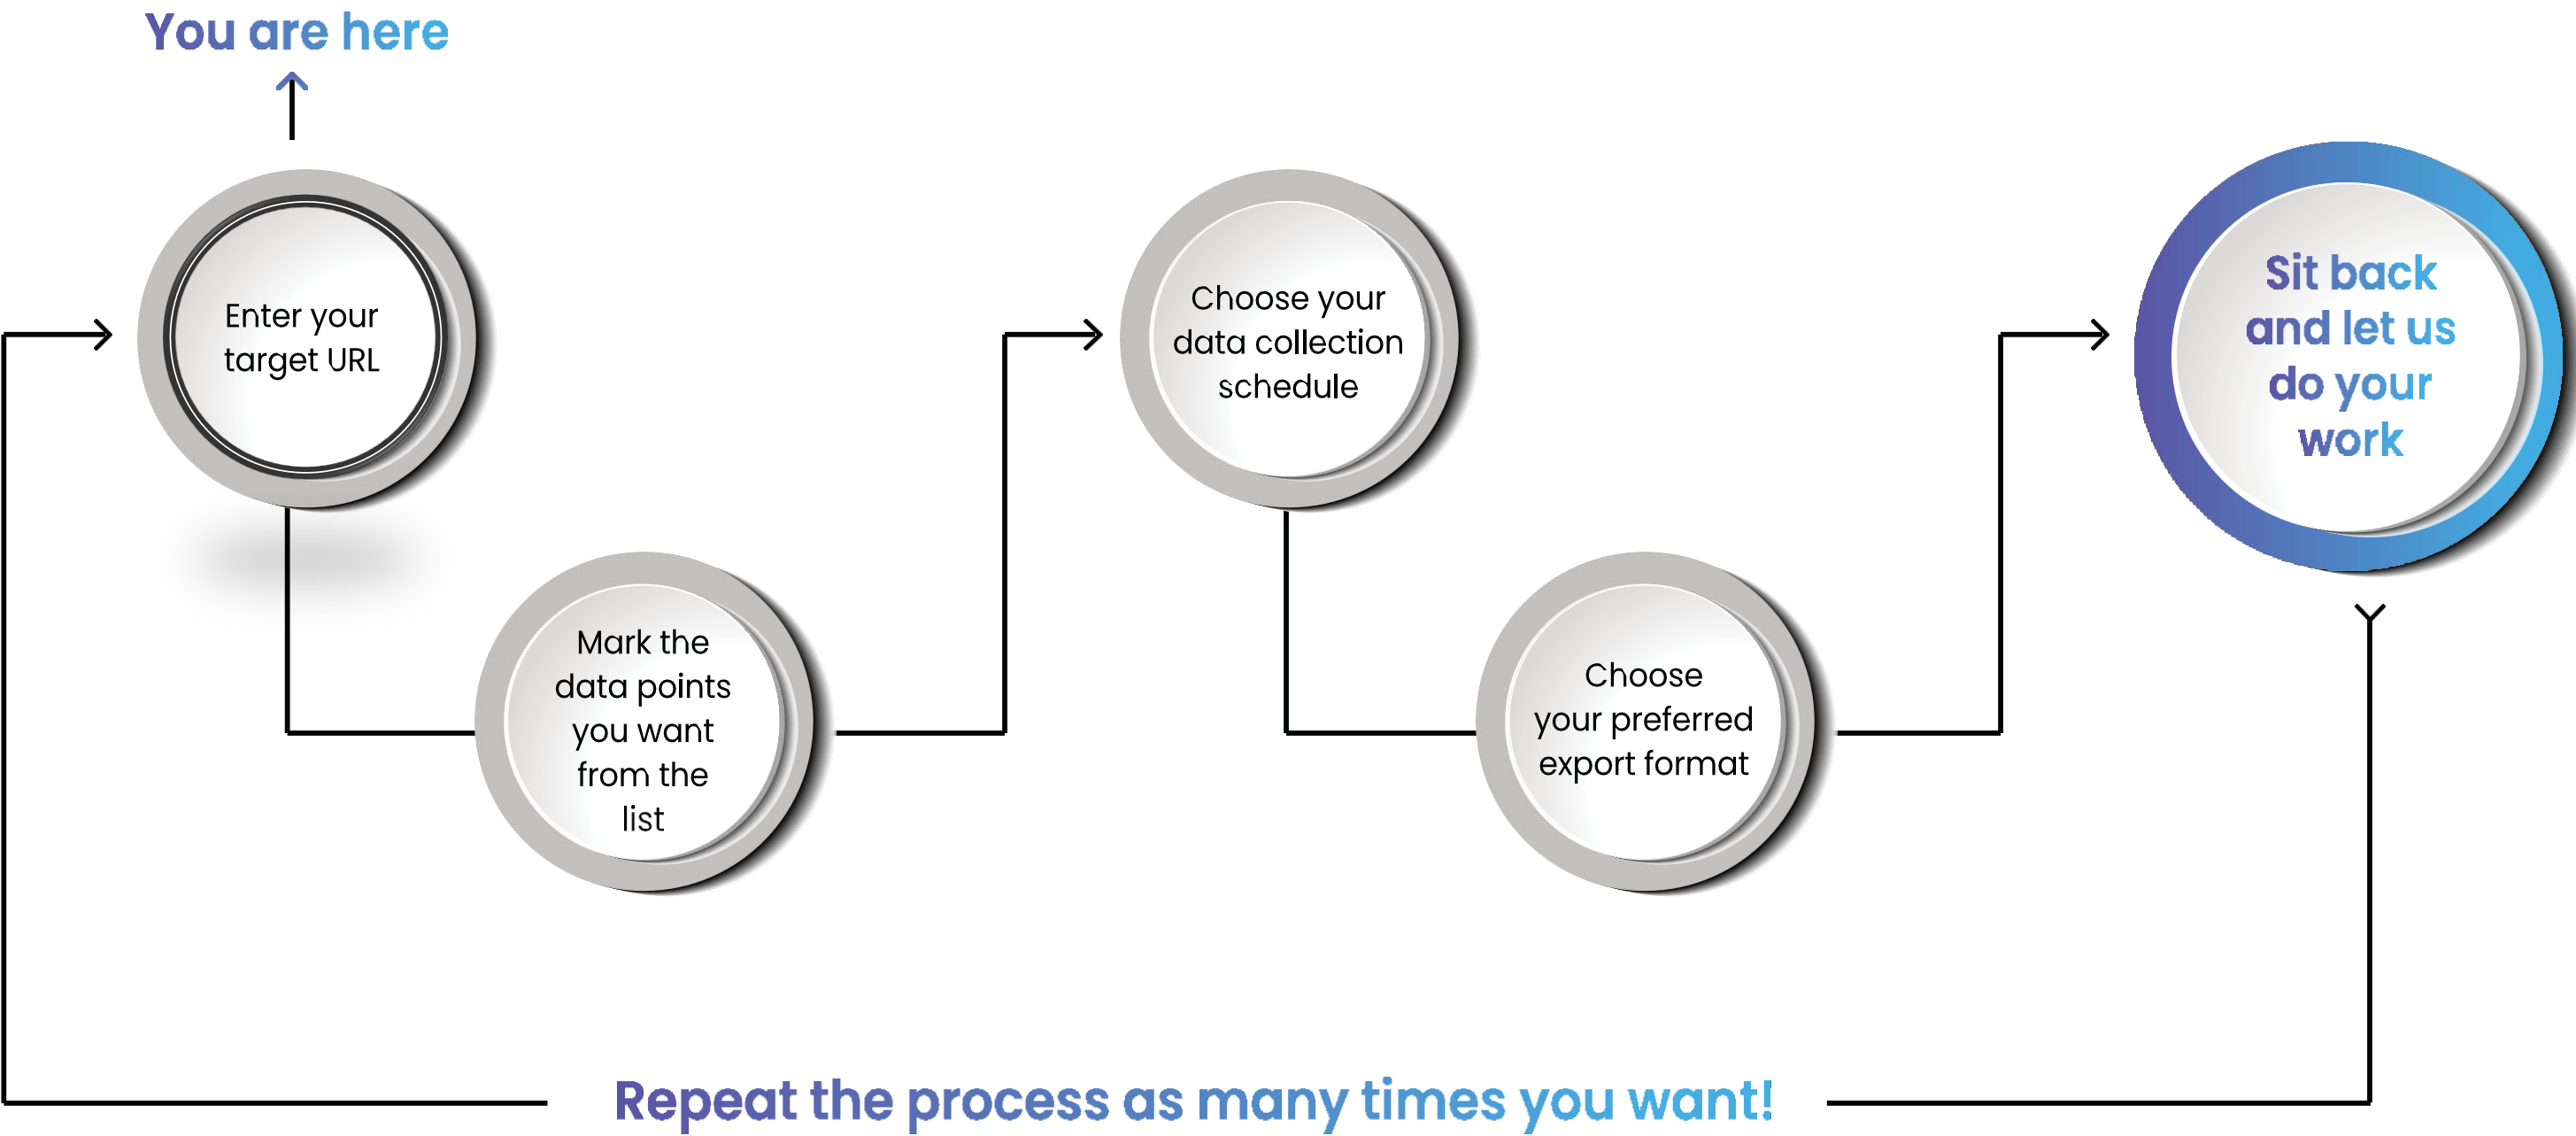 You are here
Enter your
target URL
Mark the
data points
you want
from the
list
Choose your
data collection
schedule
Choose
your preferred
export format
Sit back
and let us
do your
work
Repeat the process as many times you want!